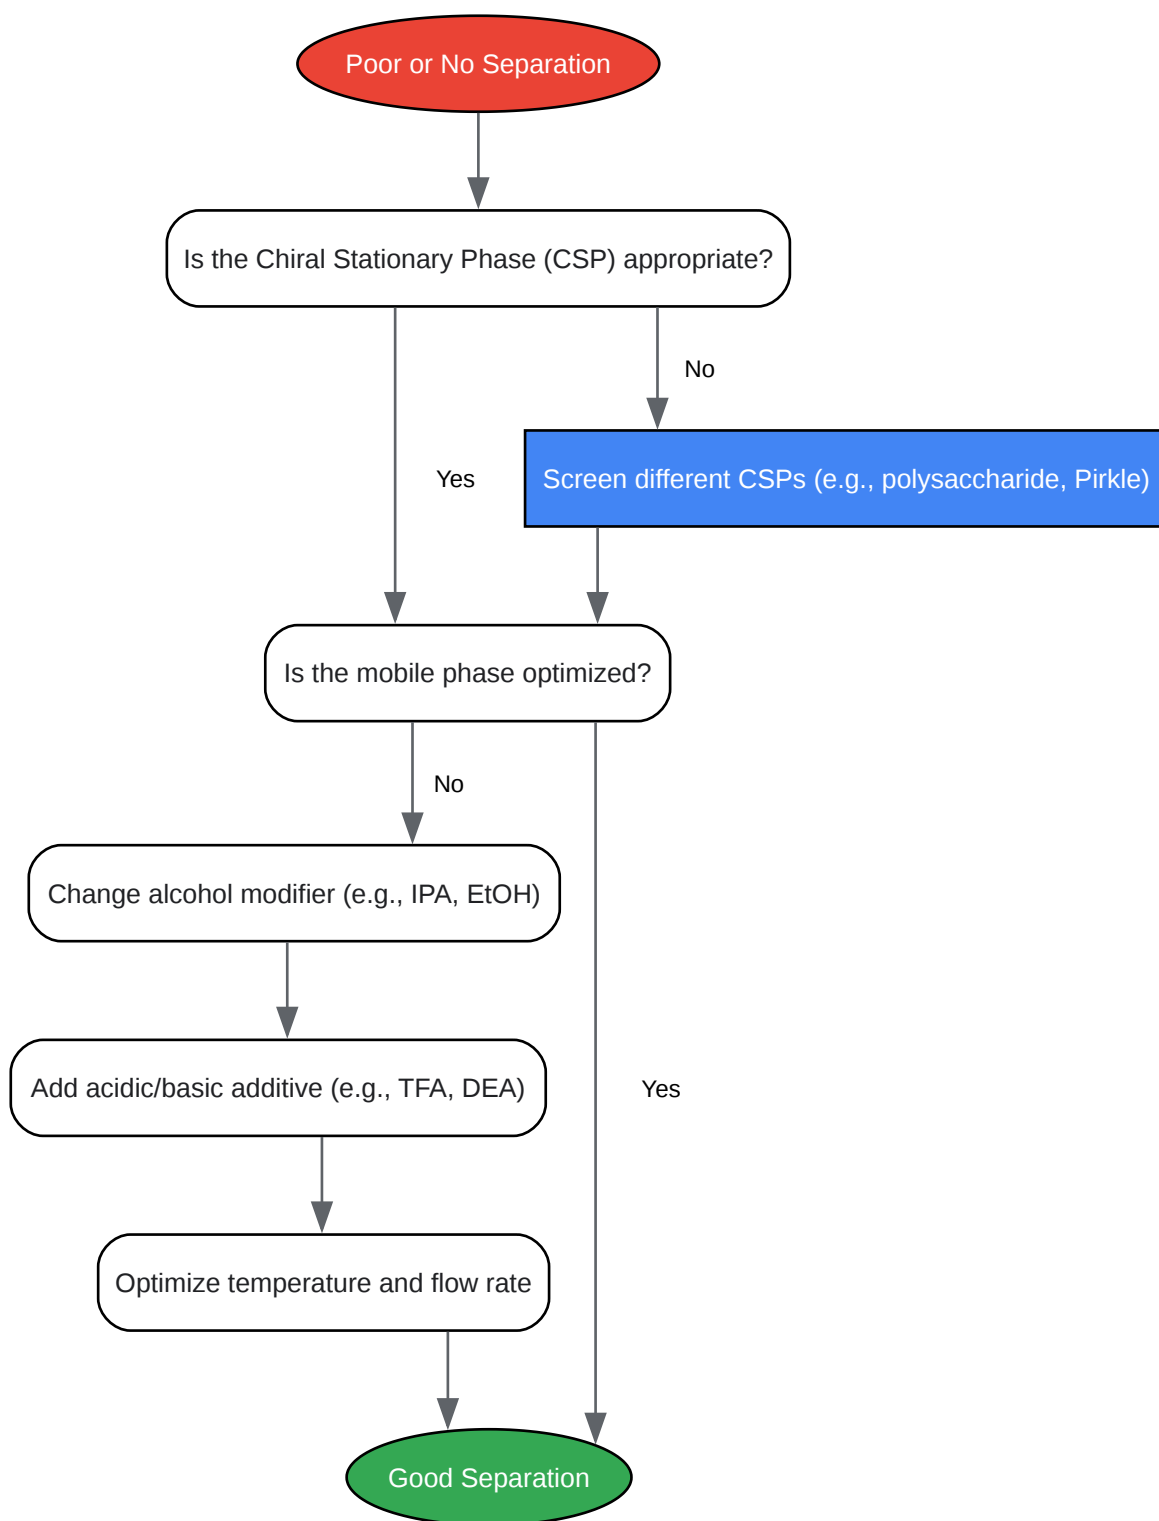 Poor or No Separation
Is the Chiral Stationary Phase (CSP) appropriate?
No
Yes
Screen different CSPs (e.g., polysaccharide, Pirkle)
Is the mobile phase optimized?
No
Change alcohol modifier (e.g., IPA, EtOH)
Add acidic/basic additive (e.g., TFA, DEA)
Yes
Optimize temperature and flow rate
Good Separation